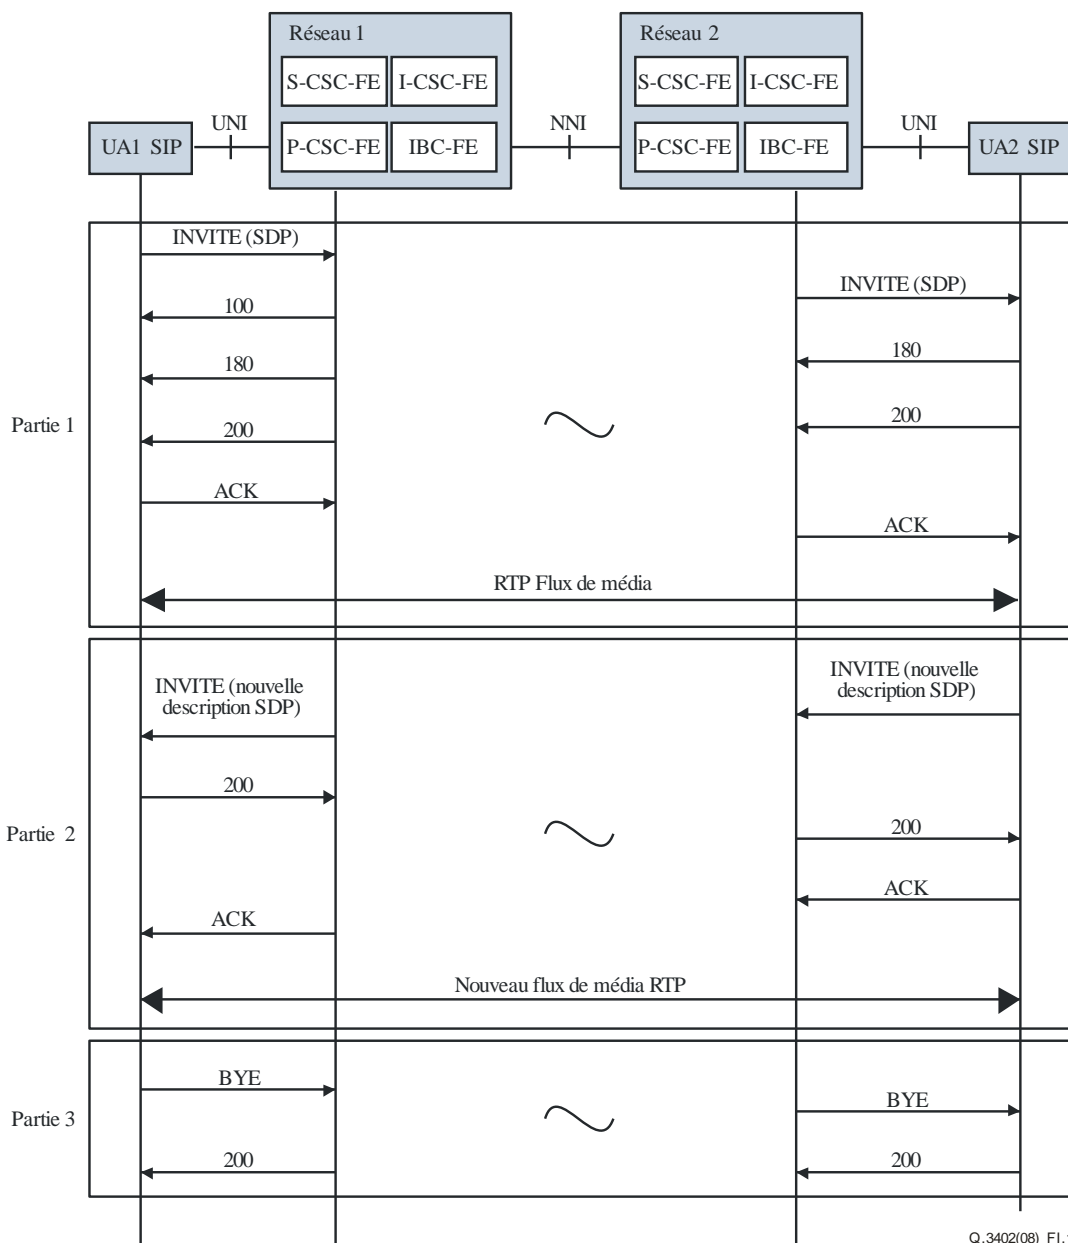 Réseau 1
Réseau 2
S-CSC-FE
I-CSC-FE
S-CSC-FE
I-CSC-FE
UNI
NNI
UNI
UA1 SIP
P-CSC-FE
IBC-FE
P-CSC-FE
IBC-FE
UA2 SIP
INVITE (SDP)
INVITE (SDP)
100
180
180
Partie 1
200
200
ACK
ACK
RTP Flux de média
INVITE (nouvelle
description SDP)
INVITE (nouvelle
description SDP)
200
Partie 2
200
ACK
ACK
Nouveau flux de média RTP
BYE
BYE
Partie 3
200
200
Q.3402(08)_FI.